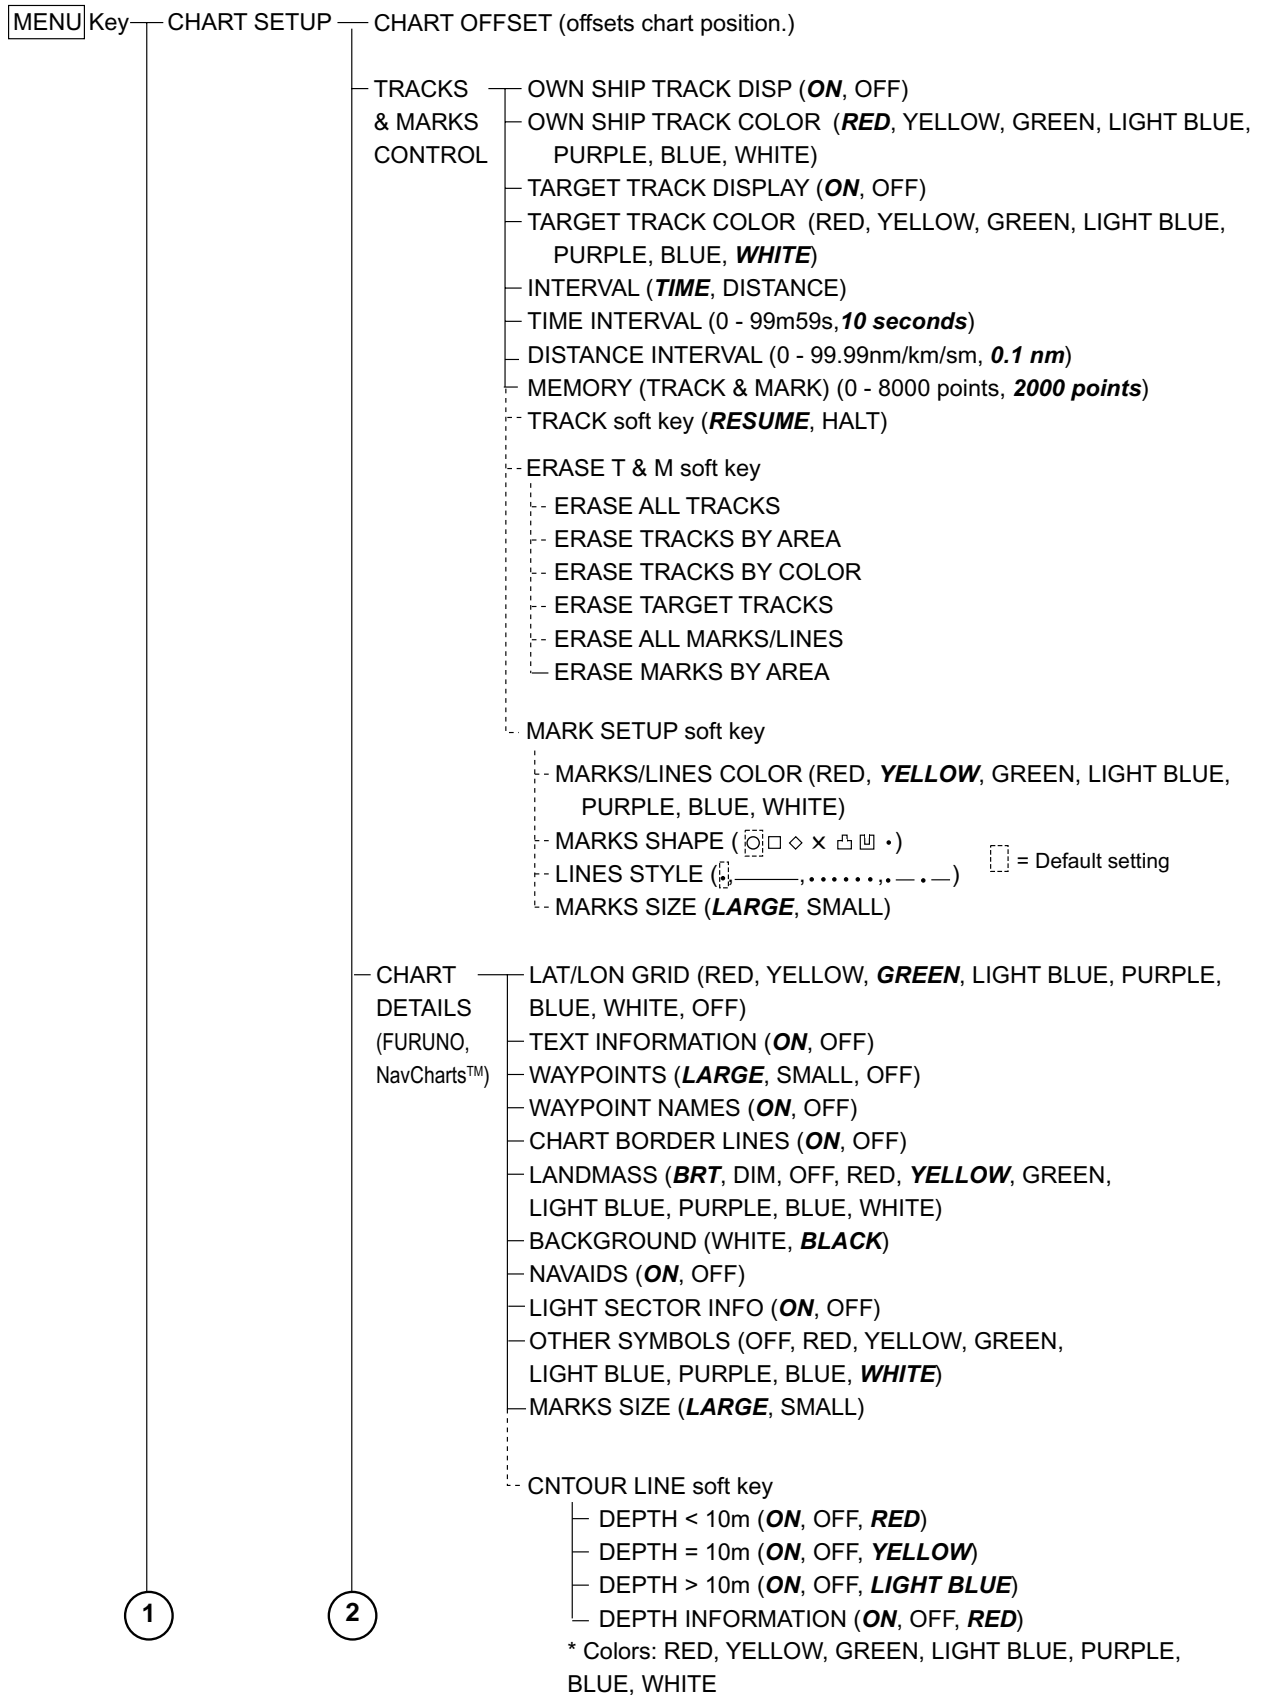 MENU Key CHART SETUP CHART OFFSET (offsets chart position.)
TRACKS & MARKS CONTROL
OWN SHIP TRACK DISP (ON, OFF)
OWN SHIP TRACK COLOR (RED, YELLOW, GREEN, LIGHT BLUE,
PURPLE, BLUE, WHITE)
TARGET TRACK DISPLAY (ON, OFF)
TARGET TRACK COLOR (RED, YELLOW, GREEN, LIGHT BLUE,
PURPLE, BLUE, WHITE)
INTERVAL (TIME, DISTANCE)
TIME INTERVAL (0 - 99m59s,10 seconds)
DISTANCE INTERVAL (0 - 99.99nm/km/sm, 0.1 nm)
MEMORY (TRACK & MARK) (0 - 8000 points, 2000 points)
TRACK soft key (RESUME, HALT)
ERASE T & M soft key
ERASE ALL TRACKS
ERASE TRACKS BY AREA
ERASE TRACKS BY COLOR
ERASE TARGET TRACKS
ERASE ALL MARKS/LINES
ERASE MARKS BY AREA
MARK SETUP soft key
MARKS/LINES COLOR (RED, YELLOW, GREEN, LIGHT BLUE,
PURPLE, BLUE, WHITE)
MARKS SHAPE ( )
= Default setting
LINES STYLE ( )
MARKS SIZE (LARGE, SMALL)
CHART
DETAILS
(FURUNO,
NavCharts™)
LAT/LON GRID (RED, YELLOW, GREEN, LIGHT BLUE, PURPLE,
BLUE, WHITE, OFF)
TEXT INFORMATION (ON, OFF)
WAYPOINTS (LARGE, SMALL, OFF)
WAYPOINT NAMES (ON, OFF)
CHART BORDER LINES (ON, OFF)
LANDMASS (BRT, DIM, OFF, RED, YELLOW, GREEN,
LIGHT BLUE, PURPLE, BLUE, WHITE)
BACKGROUND (WHITE, BLACK)
NAVAIDS (ON, OFF)
LIGHT SECTOR INFO (ON, OFF)
OTHER SYMBOLS (OFF, RED, YELLOW, GREEN,
LIGHT BLUE, PURPLE, BLUE, WHITE)
MARKS SIZE (LARGE, SMALL)
CNTOUR LINE soft key
DEPTH < 10m (ON, OFF, RED)
DEPTH = 10m (ON, OFF, YELLOW)
DEPTH > 10m (ON, OFF, LIGHT BLUE)
DEPTH INFORMATION (ON, OFF, RED)
* Colors: RED, YELLOW, GREEN, LIGHT BLUE, PURPLE,
BLUE, WHITE
1
2